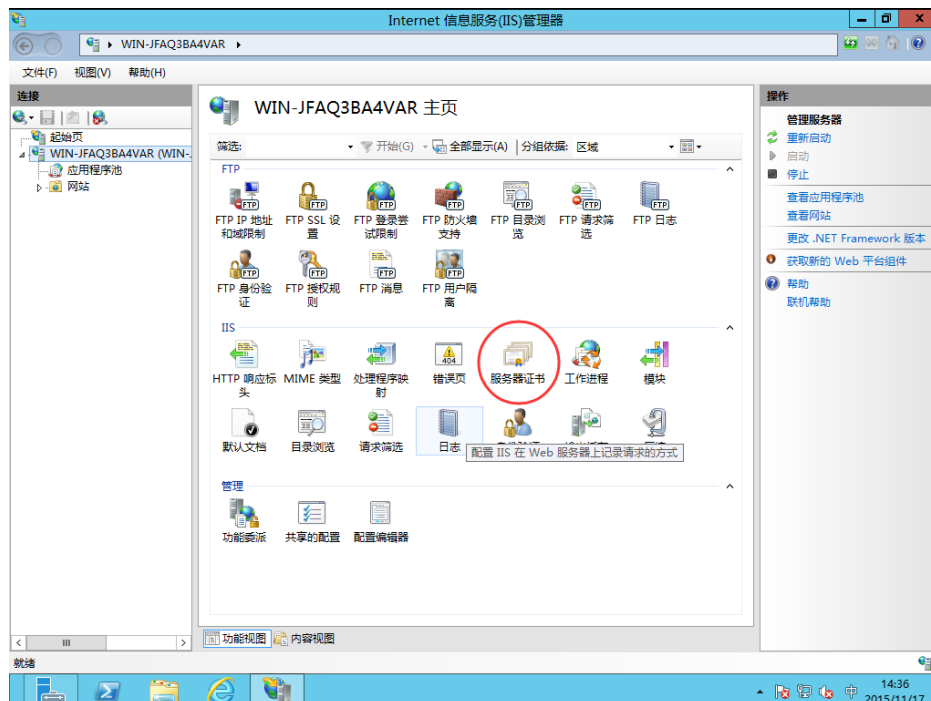 Internet 信息服务(IIS)管理器
WIN-JFAQ3BA4VAR
文件(F) 视图(V) 帮助(H)
连接
起始页
WIN-JFAQ3BA4VAR (WIN-
应用程序池
网站
WIN-JFAQ3BA4VAR 主页
筛选: 开始(G) 全部显示(A) 分组依据: 区域
FTP
FTP IP 地址和域限制
FTP SSL 设置
FTP 登录尝试限制
FTP 防火墙支持
FTP 目录浏览
FTP 请求筛选
FTP 日志
FTP 身份验证
FTP 授权规则
FTP 消息
FTP 用户隔离
IIS
HTTP 响应标头
MIME 类型
处理程序映射
404
错误页
服务器证书
工作进程
模块
默认文档
目录浏览
请求筛选
日志
配置 IIS 在 Web 服务器上记录请求的方式
管理
功能委派
共享的配置
配置编辑器
功能视图 内容视图
操作
管理服务器
重新启动
启动
停止
查看应用程序池
查看网站
更改 .NET Framework 版本
获取新的 Web 平台组件
帮助
联机帮助
就绪
中
14:36
2015/11/17